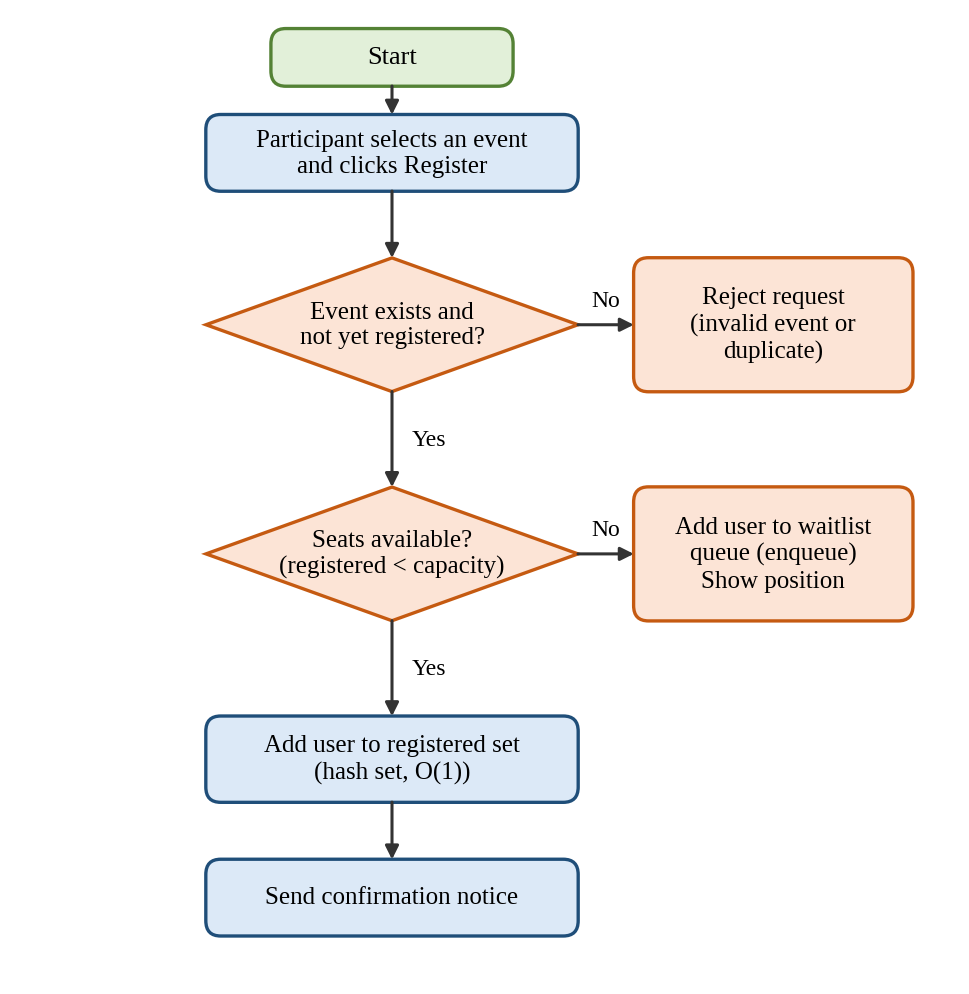 Start
Participant selects an event
and clicks Register
Event exists and
not yet registered?
No
Reject request
(invalid event or
duplicate)
Yes
Seats available?
(registered < capacity)
No
Add user to waitlist
queue (enqueue)
Show position
Yes
Add user to registered set
(hash set, O(1))
Send confirmation notice